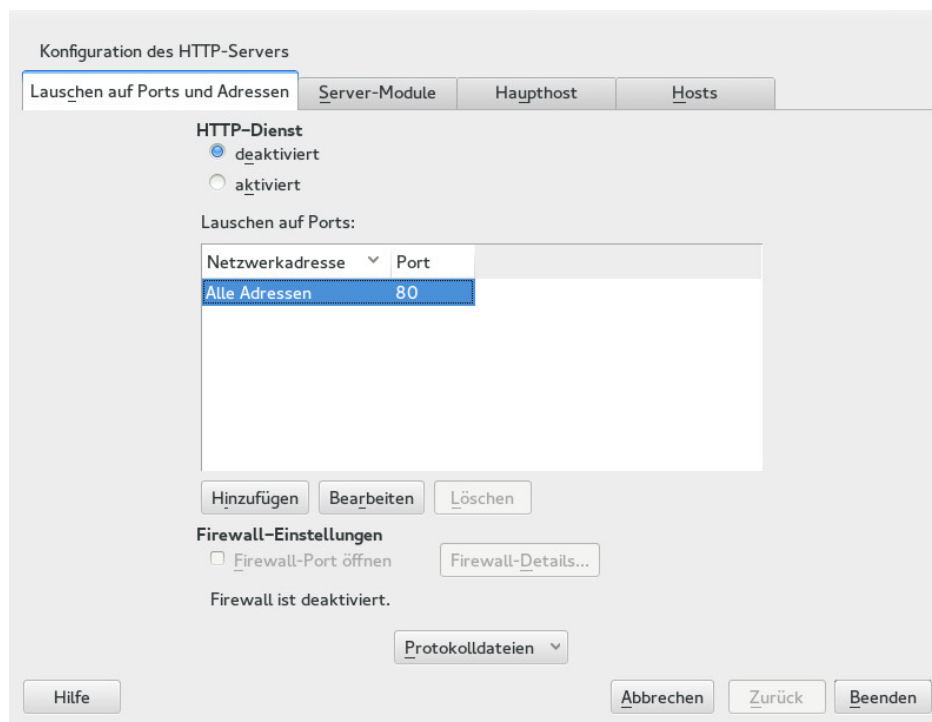 Konfiguration des HTTP-Servers
Lauschen auf Ports und Adressen Server-Module Haupthost Hosts
HTTP-Dienst
deaktiviert
aktiviert
Lauschen auf Ports:
Netzwerkadresse Port
Alle Adressen 80
Hinzufügen Bearbeiten Löschen
Firewall-Einstellungen
Firewall-Port öffnen Firewall-Details...
Firewall ist deaktiviert.
Protokolldateien
Hilfe Abbrechen Zurück Beenden